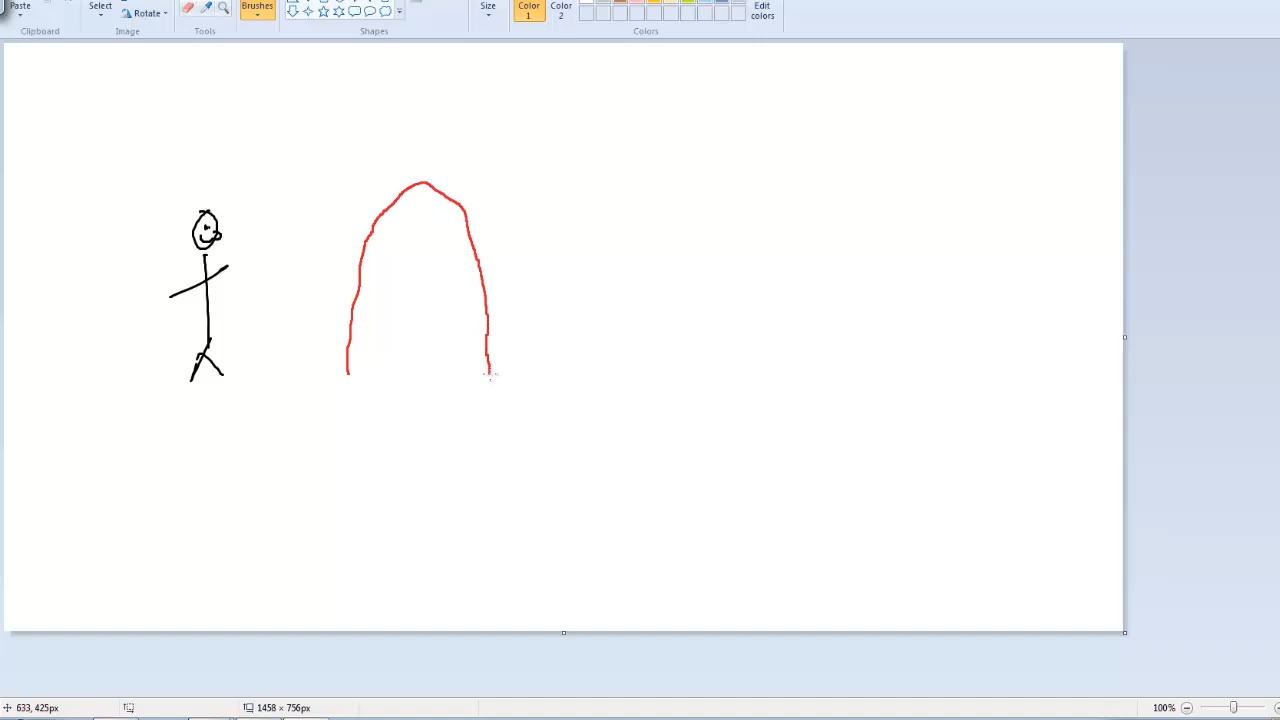 Paste Select Rotate Brushes Size Color 1 Color 2 Edit colors
Clipboard Image Tools Shapes Colors
633, 425px 1458 × 756px 100%